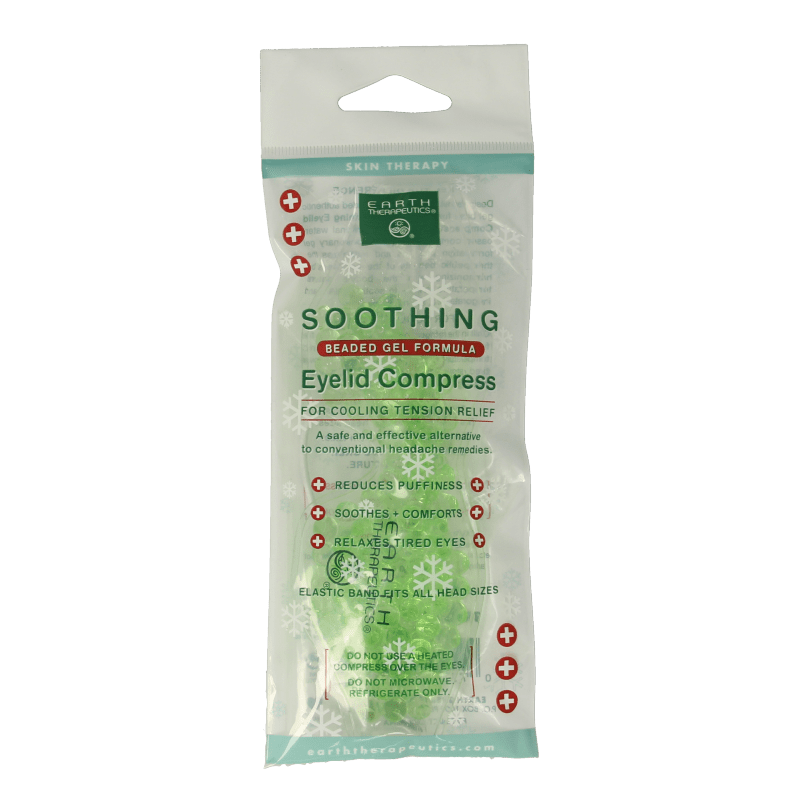 SKIN THERAPY
EARTH
THERAPEUTICS®
SOOTHING
BEADED GEL FORMULA
Eyelid Compress
FOR COOLING TENSION RELIEF
A safe and effective alternative
to conventional headache remedies.
REDUCES PUFFINESS
SOOTHES + COMFORTS
RELAXES TIRED EYES
EARTH
THERAPEUTICS®
ELASTIC BAND FITS ALL HEAD SIZES
DO NOT USE A HEATED
COMPRESS OVER THE EYES.
DO NOT MICROWAVE.
REFRIGERATE ONLY.
earththerapeutics.com